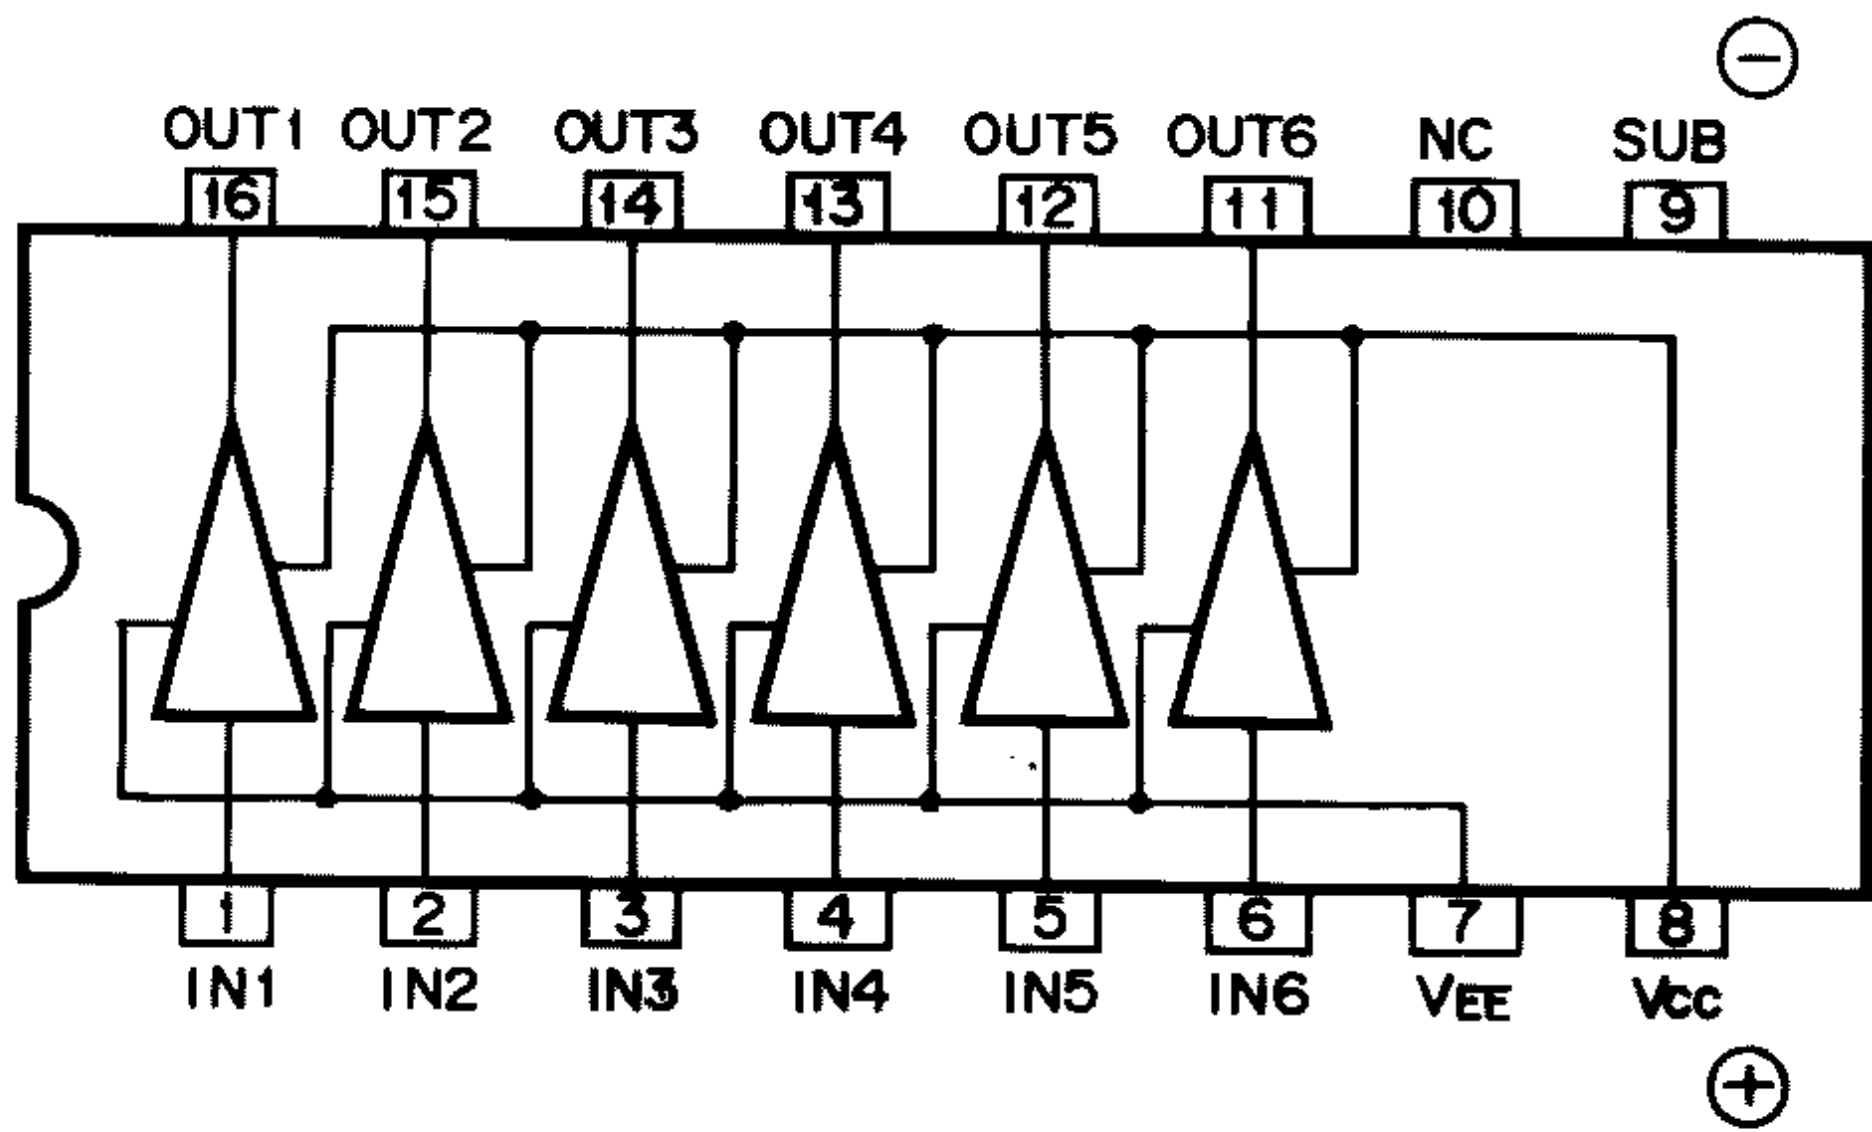 −
OUT1 OUT2 OUT3 OUT4 OUT5 OUT6 NC SUB
16 15 14 13 12 11 10 9
1 2 3 4 5 6 7 8
IN1 IN2 IN3 IN4 IN5 IN6 VEE VCC
+